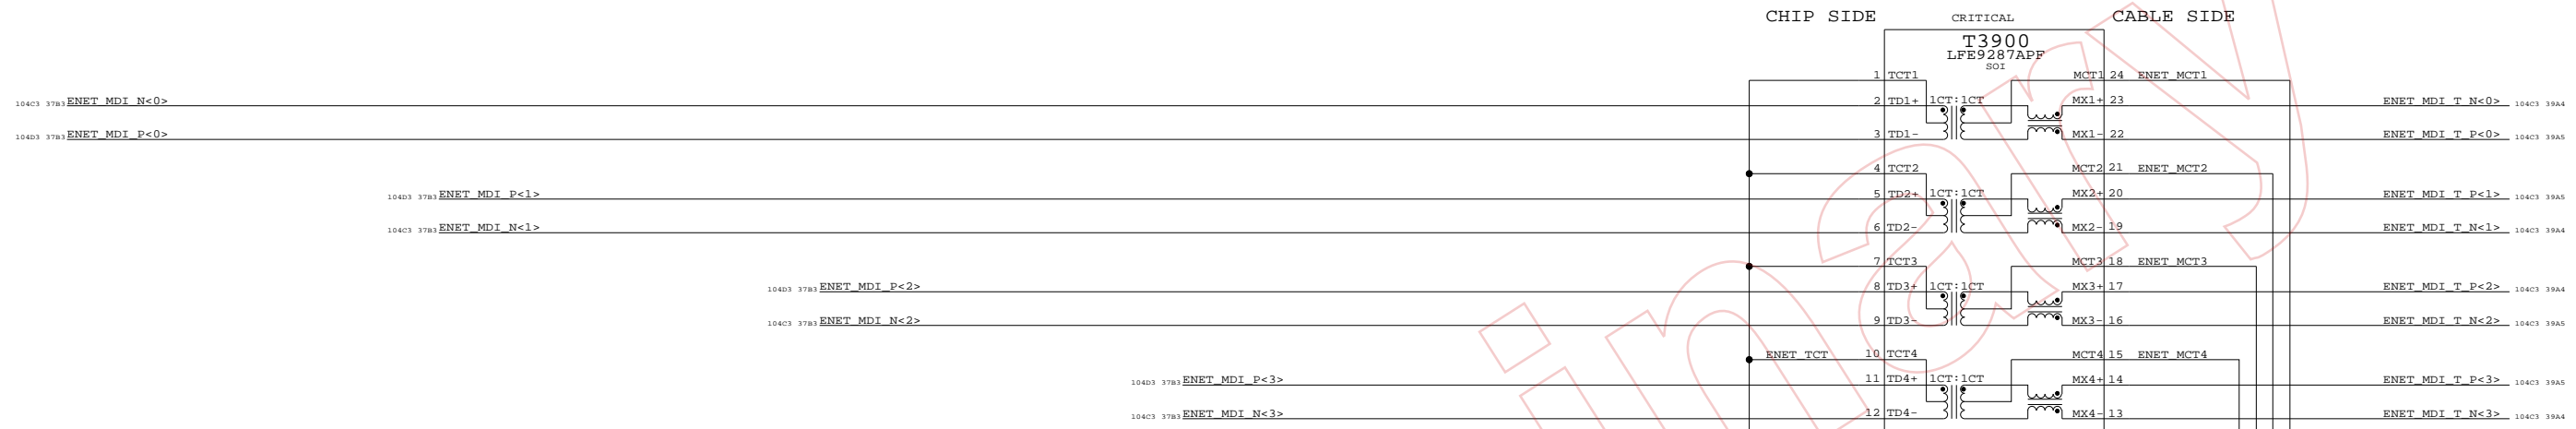 CHIP SIDE CRITICAL CABLE SIDE
T3900
LFE9287APF
SOI
1 TCT1 MCT1 24 ENET_MCT1
104C3 37B3 ENET_MDI_N<0> 2 TD1+ 1CT:1CT MX1+ 23 ENET_MDI_T_N<0> 104C3 39A4
104D3 37B3 ENET_MDI_P<0> 3 TD1- MX1- 22 ENET_MDI_T_P<0> 104C3 39A5
4 TCT2 MCT2 21 ENET_MCT2
104D3 37B3 ENET_MDI_P<1> 5 TD2+ 1CT:1CT MX2+ 20 ENET_MDI_T_P<1> 104C3 39A5
104C3 37B3 ENET_MDI_N<1> 6 TD2- MX2- 19 ENET_MDI_T_N<1> 104C3 39A4
7 TCT3 MCT3 18 ENET_MCT3
104D3 37B3 ENET_MDI_P<2> 8 TD3+ 1CT:1CT MX3+ 17 ENET_MDI_T_P<2> 104C3 39A4
104C3 37B3 ENET_MDI_N<2> 9 TD3- MX3- 16 ENET_MDI_T_N<2> 104C3 39A5
ENET_TCT 10 TCT4 MCT4 15 ENET_MCT4
104D3 37B3 ENET_MDI_P<3> 11 TD4+ 1CT:1CT MX4+ 14 ENET_MDI_T_P<3> 104C3 39A5
104C3 37B3 ENET_MDI_N<3> 12 TD4- MX4- 13 ENET_MDI_T_N<3> 104C3 39A4
inary